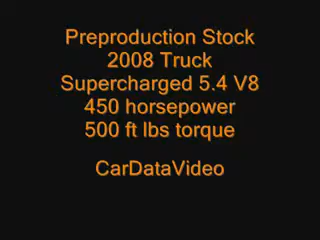 Preproduction Stock
2008 Truck
Supercharged 5.4 V8
450 horsepower
500 ft lbs torque
CarDataVideo